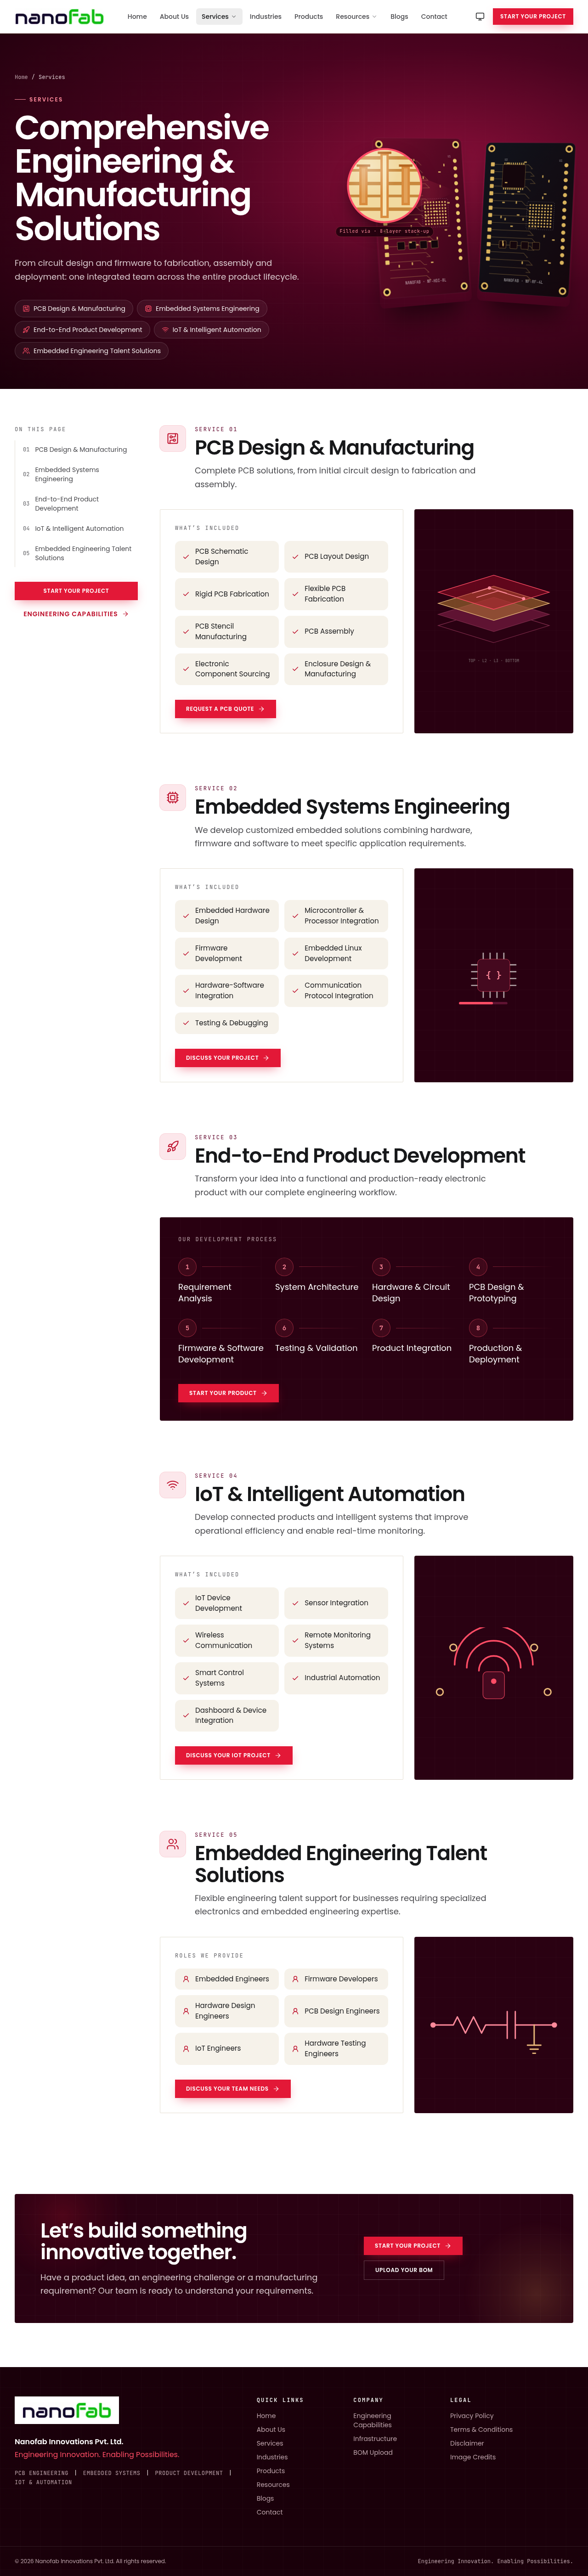 nanoFab
Home
About Us
Services
Industries
Products
Resources
Blogs
Contact
START YOUR PROJECT
Home / Services
SERVICES
Comprehensive
Engineering &
Manufacturing
Solutions
From circuit design and firmware to fabrication, assembly and
deployment: one integrated team across the entire product lifecycle.
PCB Design & Manufacturing
Embedded Systems Engineering
End-to-End Product Development
IoT & Intelligent Automation
Embedded Engineering Talent Solutions
Filled via · 8-layer stack-up
ON THIS PAGE
01 PCB Design & Manufacturing
02 Embedded Systems
Engineering
03 End-to-End Product
Development
04 IoT & Intelligent Automation
05 Embedded Engineering Talent
Solutions
START YOUR PROJECT
ENGINEERING CAPABILITIES
SERVICE 01
PCB Design & Manufacturing
Complete PCB solutions, from initial circuit design to fabrication and
assembly.
WHAT'S INCLUDED
PCB Schematic
Design
PCB Layout Design
Rigid PCB Fabrication
Flexible PCB
Fabrication
PCB Stencil
Manufacturing
PCB Assembly
Electronic
Component Sourcing
Enclosure Design &
Manufacturing
REQUEST A PCB QUOTE
TOP · L2 · L3 · BOTTOM
SERVICE 02
Embedded Systems Engineering
We develop customized embedded solutions combining hardware,
firmware and software to meet specific application requirements.
WHAT'S INCLUDED
Embedded Hardware
Design
Microcontroller &
Processor Integration
Firmware
Development
Embedded Linux
Development
Hardware-Software
Integration
Communication
Protocol Integration
Testing & Debugging
DISCUSS YOUR PROJECT
{ }
SERVICE 03
End-to-End Product Development
Transform your idea into a functional and production-ready electronic
product with our complete engineering workflow.
OUR DEVELOPMENT PROCESS
1
Requirement
Analysis
2
System Architecture
3
Hardware & Circuit
Design
4
PCB Design &
Prototyping
5
Firmware & Software
Development
6
Testing & Validation
7
Product Integration
8
Production &
Deployment
START YOUR PRODUCT
SERVICE 04
IoT & Intelligent Automation
Develop connected products and intelligent systems that improve
operational efficiency and enable real-time monitoring.
WHAT'S INCLUDED
IoT Device
Development
Sensor Integration
Wireless
Communication
Remote Monitoring
Systems
Smart Control
Systems
Industrial Automation
Dashboard & Device
Integration
DISCUSS YOUR IOT PROJECT
SERVICE 05
Embedded Engineering Talent
Solutions
Flexible engineering talent support for businesses requiring specialized
electronics and embedded engineering expertise.
ROLES WE PROVIDE
Embedded Engineers
Firmware Developers
Hardware Design
Engineers
PCB Design Engineers
IoT Engineers
Hardware Testing
Engineers
DISCUSS YOUR TEAM NEEDS
Let's build something
innovative together.
Have a product idea, an engineering challenge or a manufacturing
requirement? Our team is ready to understand your requirements.
START YOUR PROJECT
UPLOAD YOUR BOM
nanoFab
Nanofab Innovations Pvt. Ltd.
Engineering Innovation. Enabling Possibilities.
PCB ENGINEERING | EMBEDDED SYSTEMS | PRODUCT DEVELOPMENT |
IOT & AUTOMATION
QUICK LINKS
Home
About Us
Services
Industries
Products
Resources
Blogs
Contact
COMPANY
Engineering
Capabilities
Infrastructure
BOM Upload
LEGAL
Privacy Policy
Terms & Conditions
Disclaimer
Image Credits
© 2026 Nanofab Innovations Pvt. Ltd. All rights reserved.
Engineering Innovation. Enabling Possibilities.